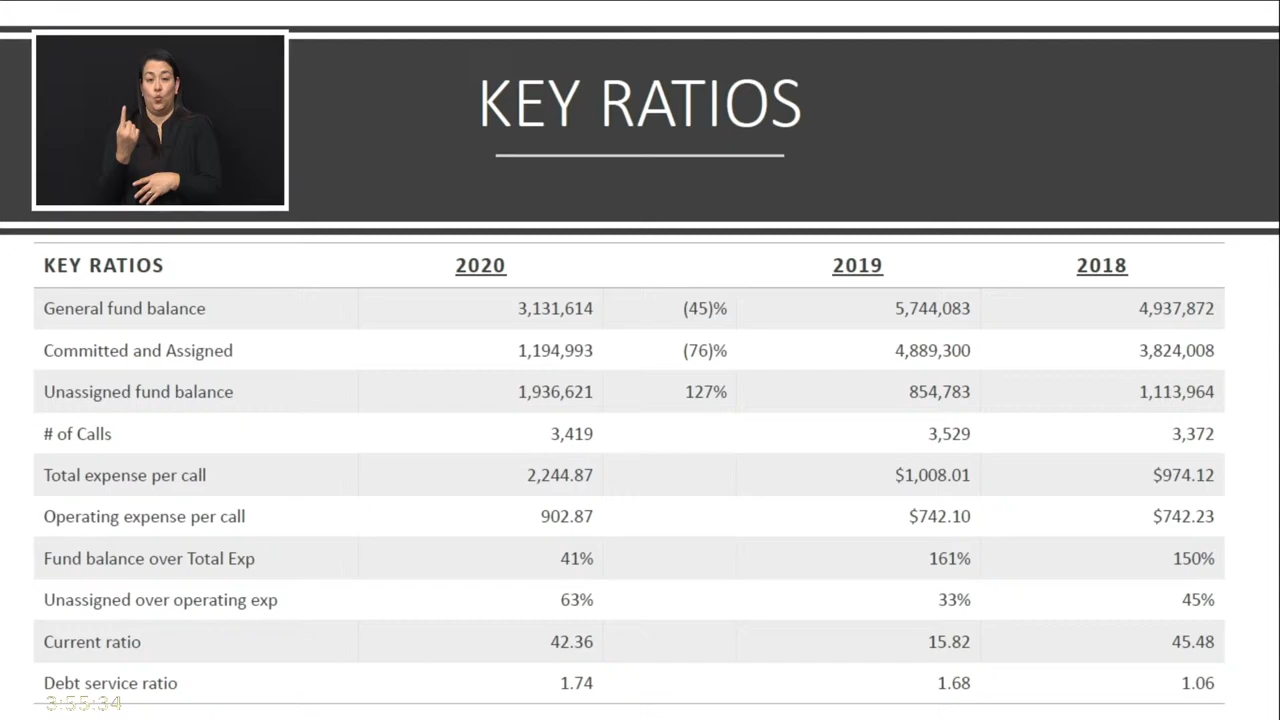 KEY RATIOS
KEY RATIOS 2020 2019 2018
General fund balance 3,131,614 (45)% 5,744,083 4,937,872
Committed and Assigned 1,194,993 (76)% 4,889,300 3,824,008
Unassigned fund balance 1,936,621 127% 854,783 1,113,964
# of Calls 3,419 3,529 3,372
Total expense per call 2,244.87 $1,008.01 $974.12
Operating expense per call 902.87 $742.10 $742.23
Fund balance over Total Exp 41% 161% 150%
Unassigned over operating exp 63% 33% 45%
Current ratio 42.36 15.82 45.48
Debt service ratio 1.74 1.68 1.06
3:55:34